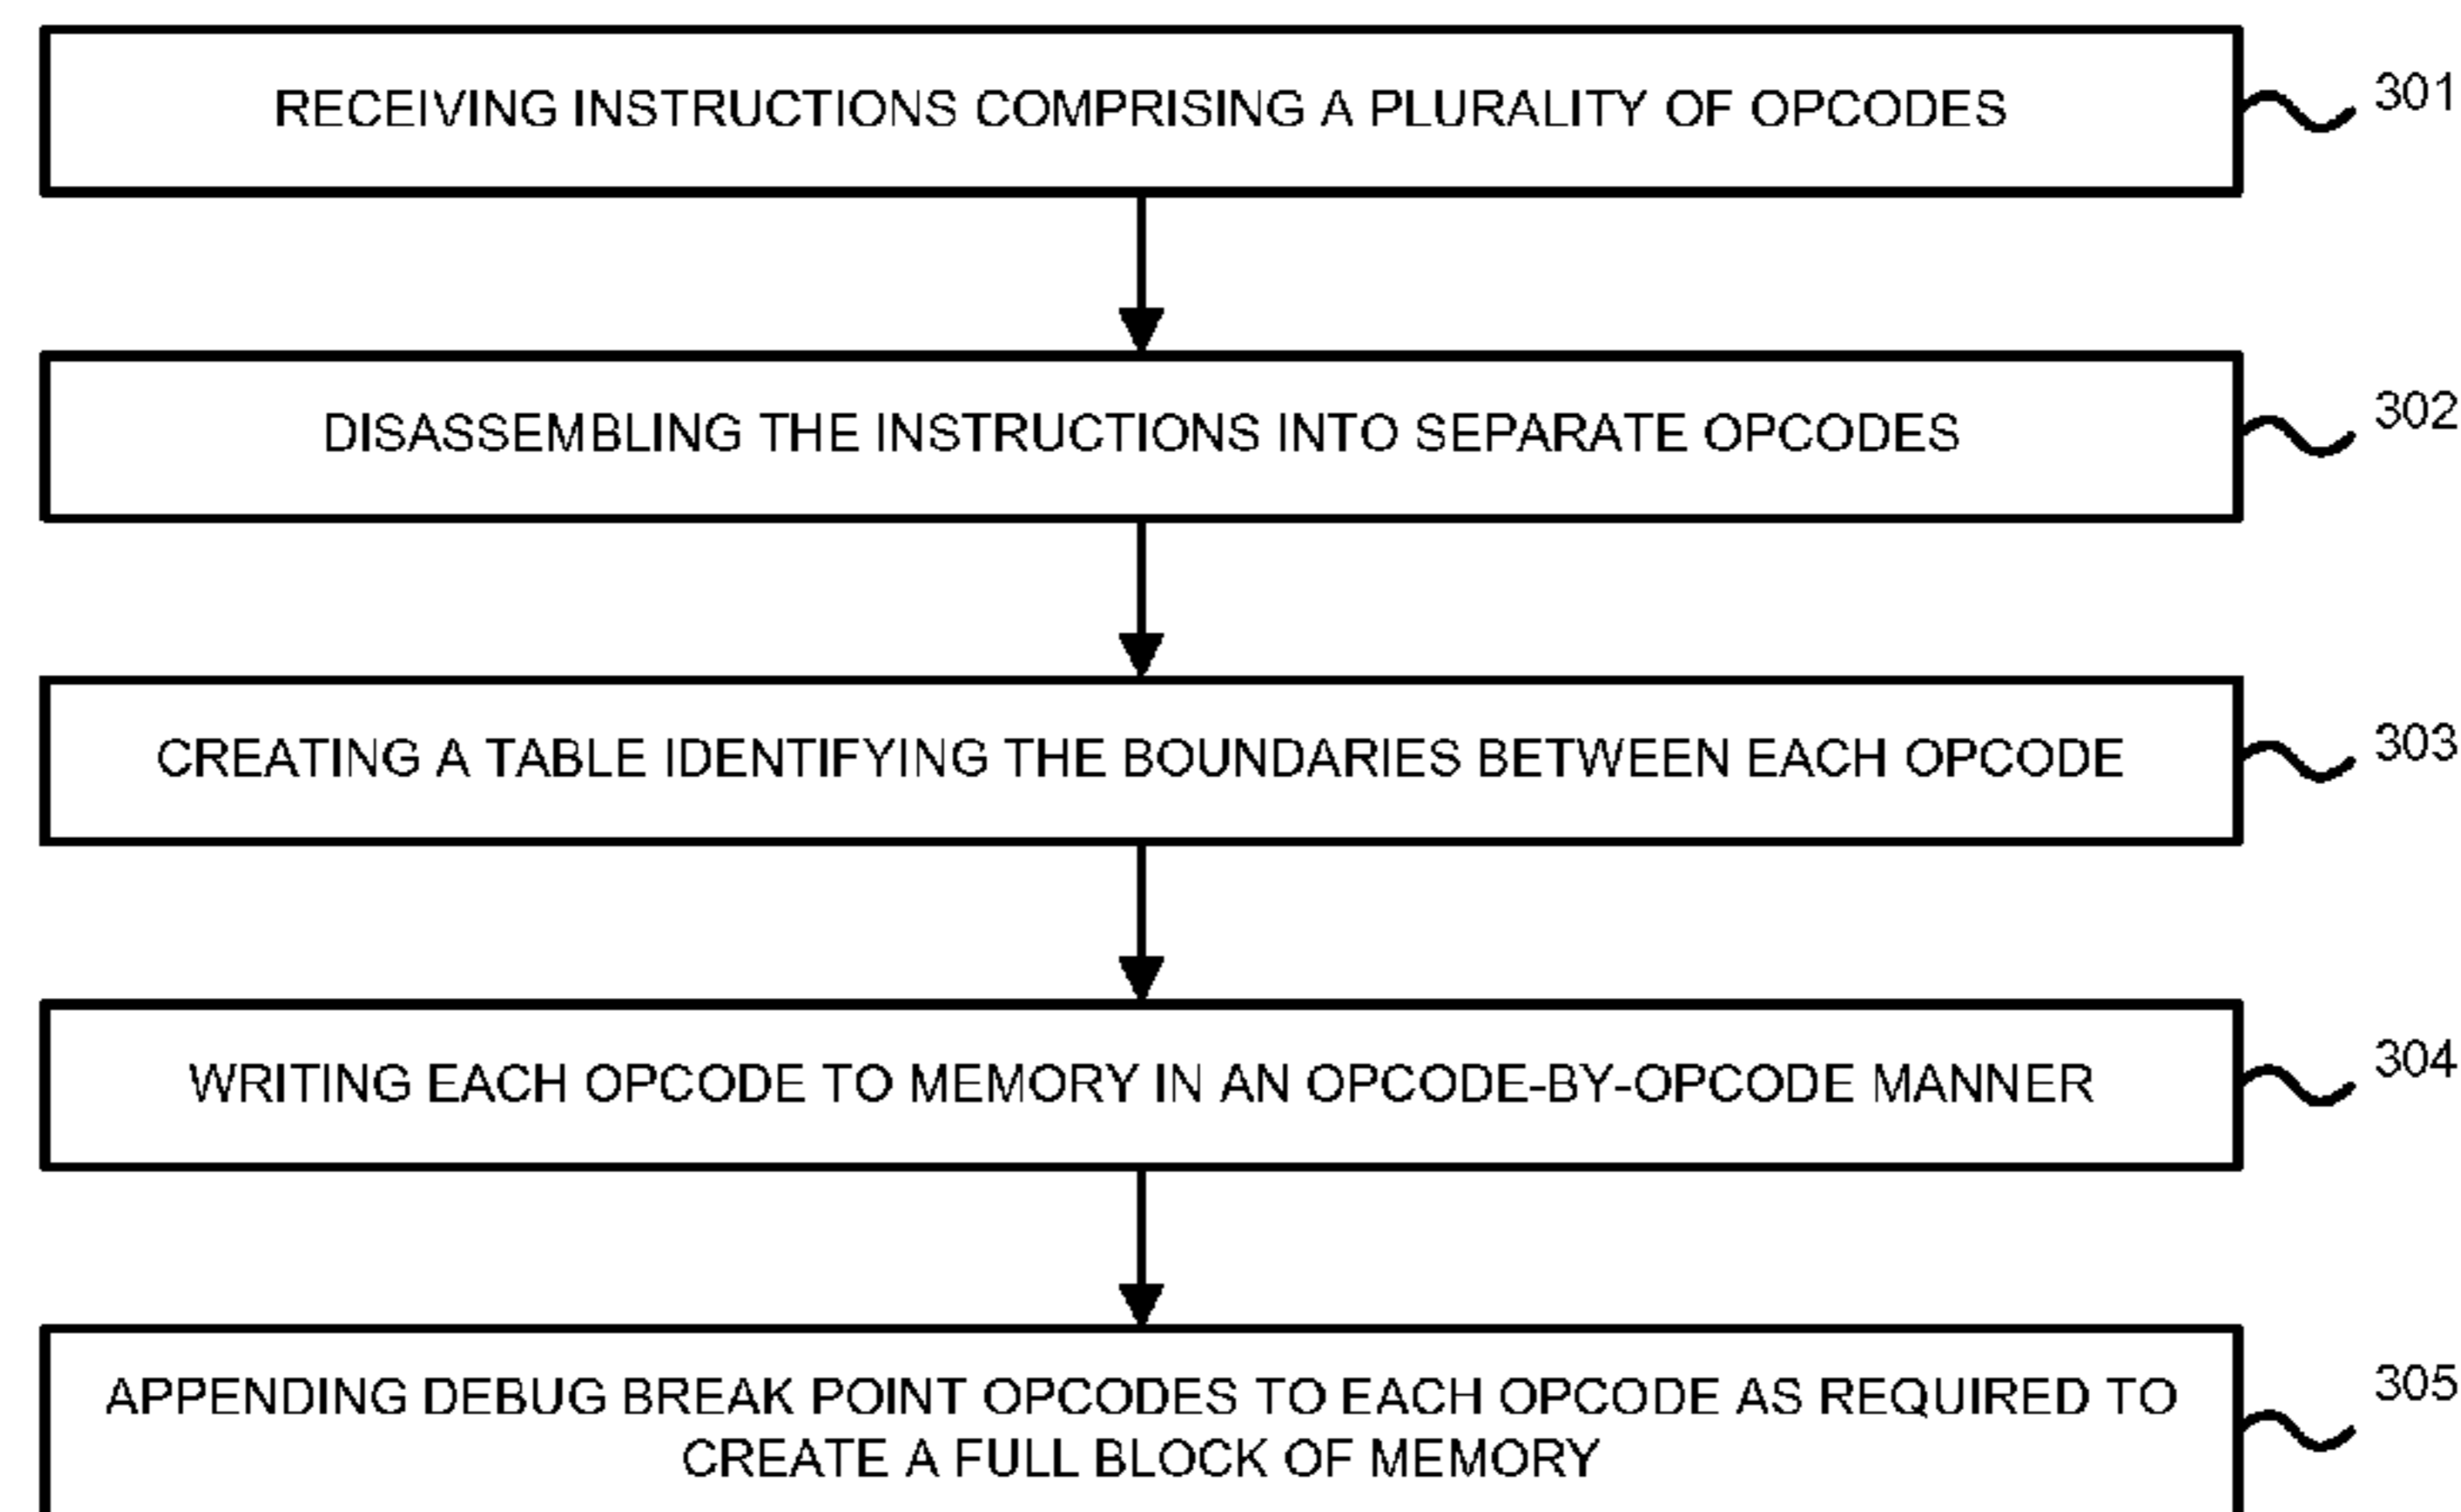 RECEIVING INSTRUCTIONS COMPRISING A PLURALITY OF OPCODES
301
DISASSEMBLING THE INSTRUCTIONS INTO SEPARATE OPCODES
302
CREATING A TABLE IDENTIFYING THE BOUNDARIES BETWEEN EACH OPCODE
303
WRITING EACH OPCODE TO MEMORY IN AN OPCODE-BY-OPCODE MANNER
304
APPENDING DEBUG BREAK POINT OPCODES TO EACH OPCODE AS REQUIRED TO
CREATE A FULL BLOCK OF MEMORY
305